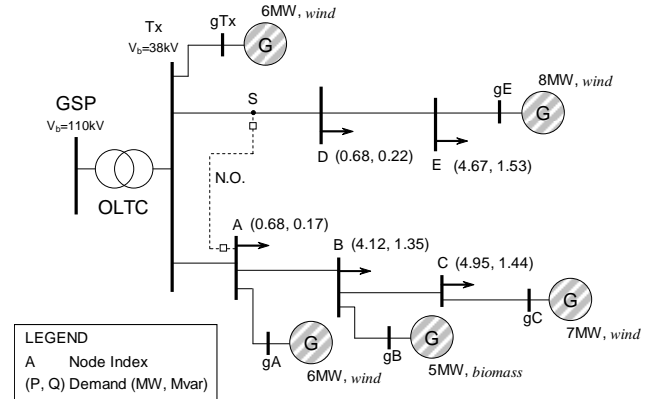 Tx
V_b=38kV
gTx
6MW, wind
G
GSP
V_b=110kV
OLTC
S
N.O.
D (0.68, 0.22)
E (4.67, 1.53)
gE
8MW, wind
G
A (0.68, 0.17)
B (4.12, 1.35)
C (4.95, 1.44)
gC
G
7MW, wind
gA
G
6MW, wind
gB
G
5MW, biomass
LEGEND
A Node Index
(P, Q) Demand (MW, Mvar)